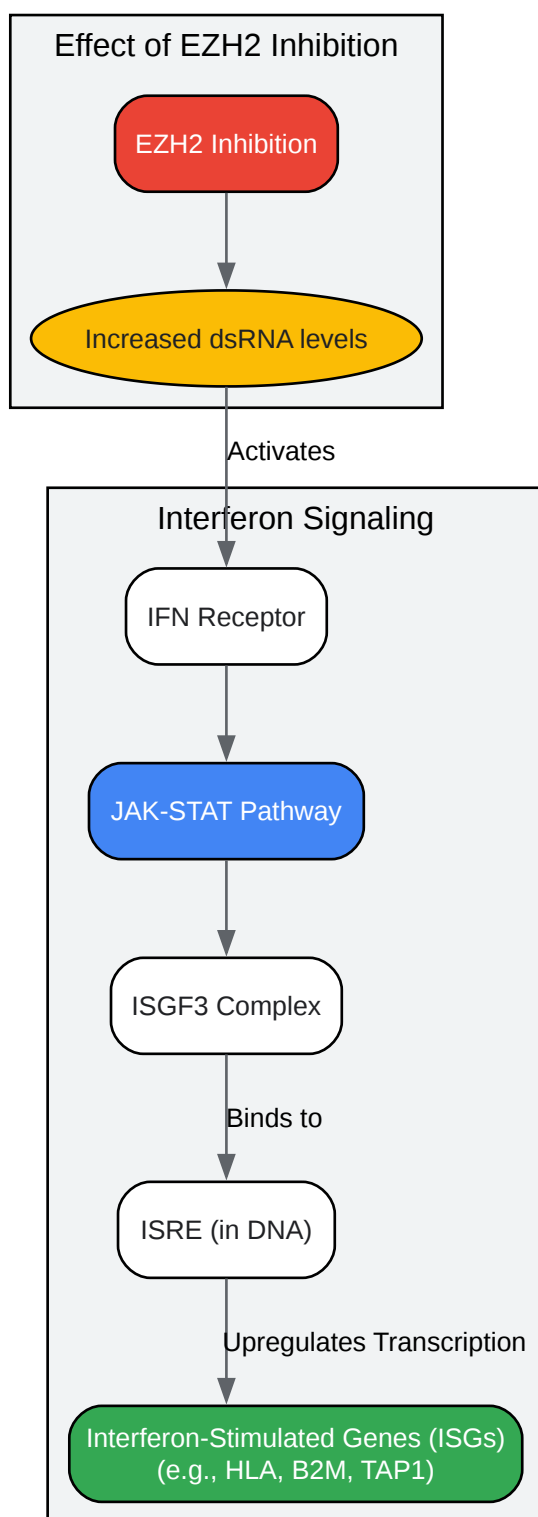 Effect of EZH2 Inhibition
EZH2 Inhibition
Increased dsRNA levels
Activates
Interferon Signaling
IFN Receptor
JAK-STAT Pathway
ISGF3 Complex
Binds to
ISRE (in DNA)
Upregulates Transcription
Interferon-Stimulated Genes (ISGs)
(e.g., HLA, B2M, TAP1)